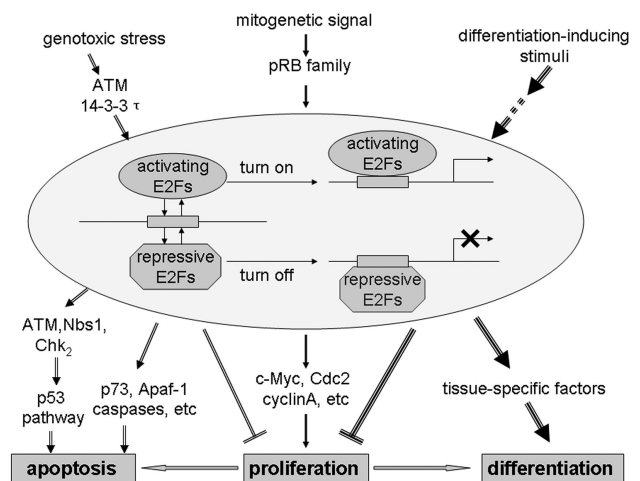 genotoxic stress
ATM
14-3-3 τ
mitogenetic signal
pRB family
differentiation-inducing
stimuli
activating
E2Fs
turn on
activating
E2Fs
repressive
E2Fs
turn off
repressive
E2Fs
ATM,Nbs1,
Chk2
p53
pathway
p73, Apaf-1
caspases, etc
c-Myc, Cdc2
cyclinA, etc
tissue-specific factors
apoptosis
proliferation
differentiation